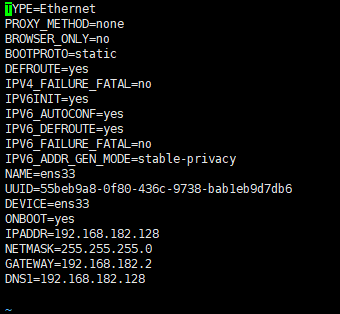 TYPE=Ethernet
PROXY_METHOD=none
BROWSER_ONLY=no
BOOTPROTO=static
DEFROUTE=yes
IPV4_FAILURE_FATAL=no
IPV6INIT=yes
IPV6_AUTOCONF=yes
IPV6_DEFROUTE=yes
IPV6_FAILURE_FATAL=no
IPV6_ADDR_GEN_MODE=stable-privacy
NAME=ens33
UUID=55beb9a8-0f80-436c-9738-bab1eb9d7db6
DEVICE=ens33
ONBOOT=yes
IPADDR=192.168.182.128
NETMASK=255.255.255.0
GATEWAY=192.168.182.2
DNS1=192.168.182.128
~